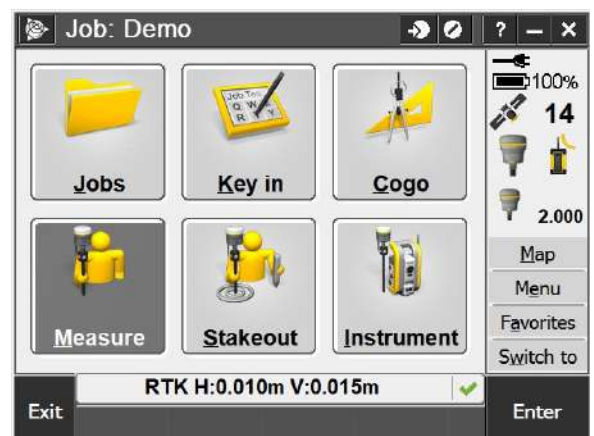 Job: Demo
? – ×
100%
14
2.000
Jobs
Key in
Cogo
Measure
Stakeout
Instrument
Map
Menu
Favorites
Switch to
RTK H:0.010m V:0.015m
Exit
Enter